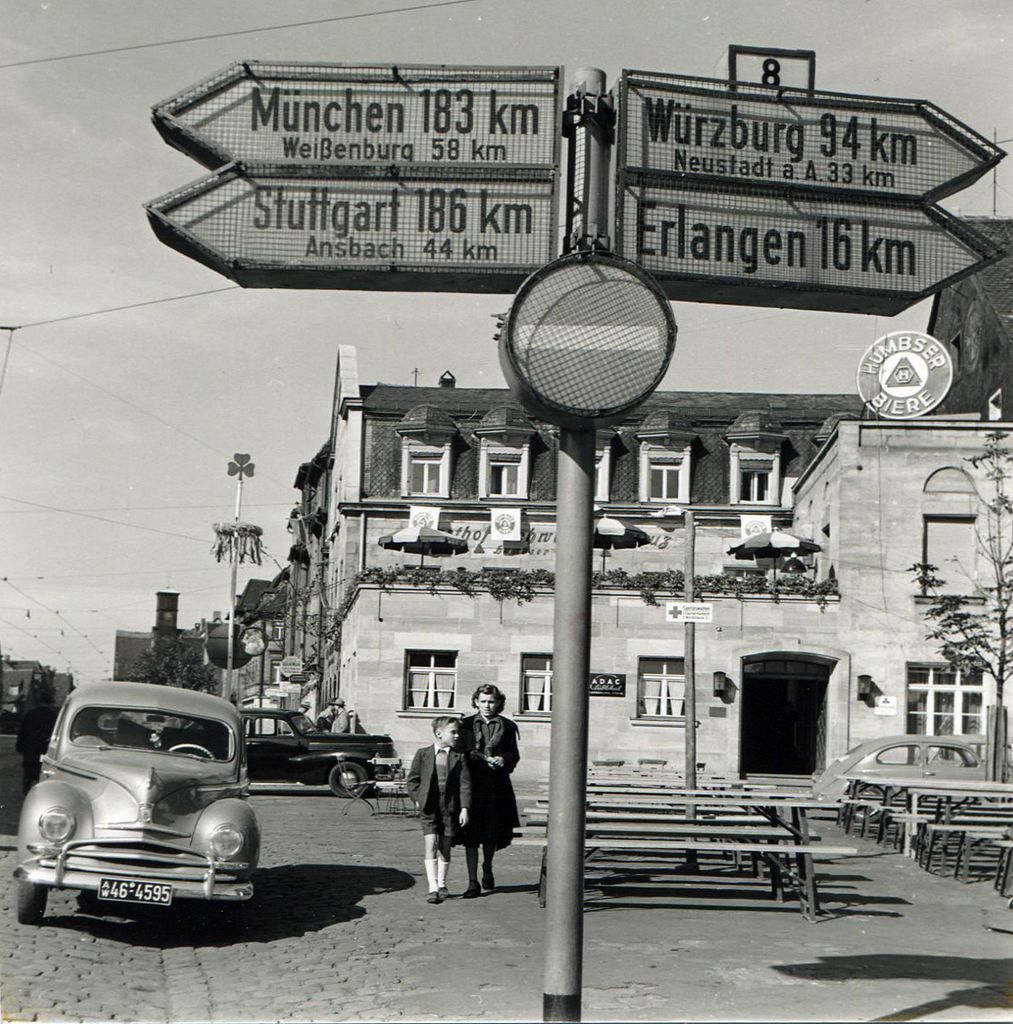 8
München 183 km
Weißenburg 58 km
Stuttgart 186 km
Ansbach 44 km
Würzburg 94 km
Neustadt a A. 33 km
Erlangen 16 km
HUMBSER
H
BIERE
ADAC
AW 46-4595